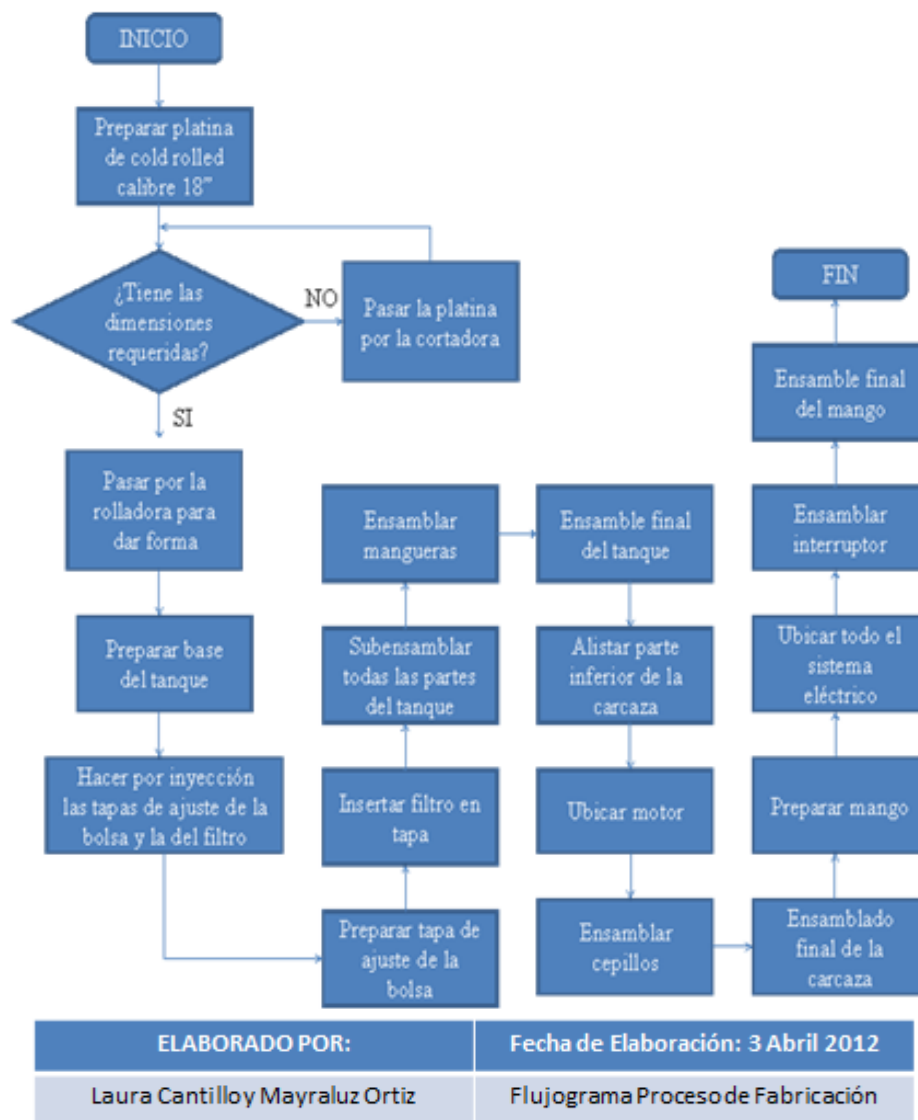 INICIO
Preparar platina
de cold rolled
calibre 18"
¿Tiene las
dimensiones
requeridas?
NO
Pasar la platina
por la cortadora
SI
Pasar por la
rolladora para
dar forma
Preparar base
del tanque
Hacer por inyección
las tapas de ajuste de la
bolsa y la del filtro
Preparar tapa de
ajuste de la
bolsa
Insertar filtro en
tapa
Subensamblar
todas las partes
del tanque
Ensamblar
mangueras
Ensamble final
del tanque
Alistar parte
inferior de la
carcaza
Ubicar motor
Ensamblar
cepillos
Ensamblado
final de la
carcaza
Preparar mango
Ubicar todo el
sistema
eléctrico
Ensamblar
interruptor
Ensamble final
del mango
FIN
ELABORADO POR:
Fecha de Elaboración: 3 Abril 2012
Laura Cantillo y Mayraluz Ortiz
Flujograma Proceso de Fabricación